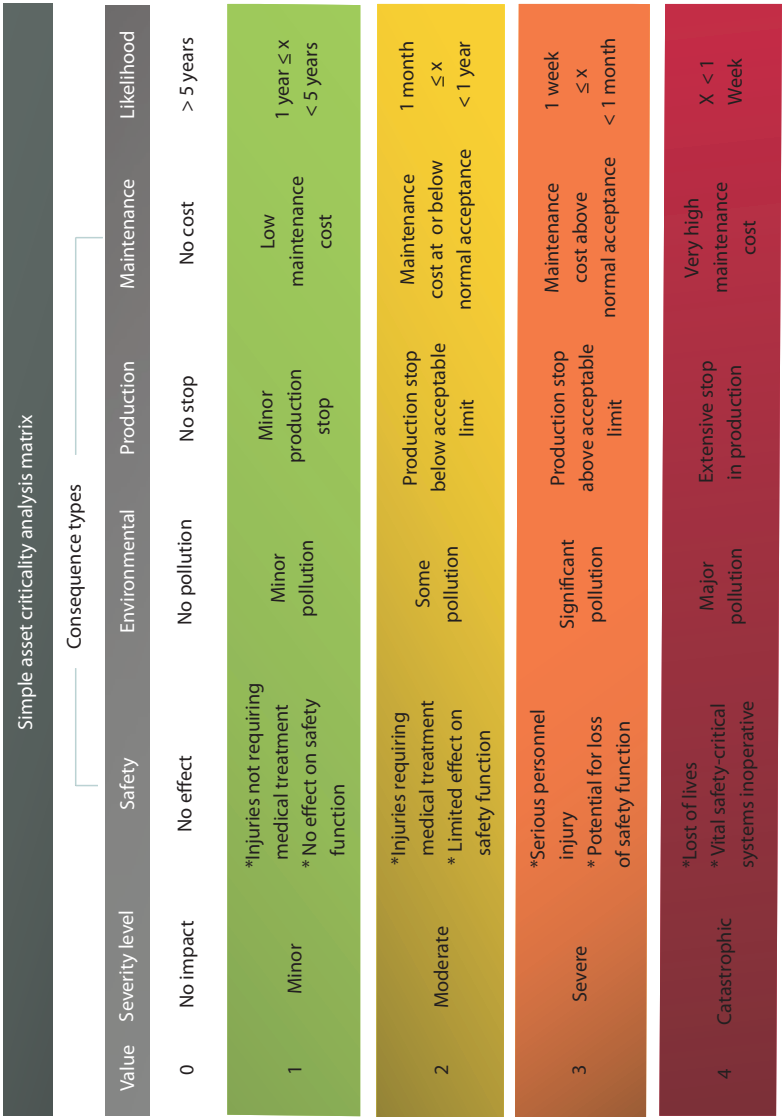 Simple asset criticality analysis matrix
Consequence types
Value Severity level Safety Environmental Production Maintenance Likelihood
0 No impact No effect No pollution No stop No cost > 5 years
1
Minor
*Injuries not requiring
medical treatment
* No effect on safety
function
Minor
pollution
Minor
production
stop
Low
maintenance
cost
1 year ≤ x
< 5 years
2
Moderate
*Injuries requiring
medical treatment
* Limited effect on
safety function
Some
pollution
Production stop
below acceptable
limit
Maintenance
cost at or below
normal acceptance
1 month
≤ x
< 1 year
3
Severe
*Serious personnel
injury
* Potential for loss
of safety function
Significant
pollution
Production stop
above acceptable
limit
Maintenance
cost above
normal acceptance
1 week
≤ x
< 1 month
4
Catastrophic
*Lost of lives
* Vital safety-critical
systems inoperative
Major
pollution
Extensive stop
in production
Very high
maintenance
cost
X < 1
Week